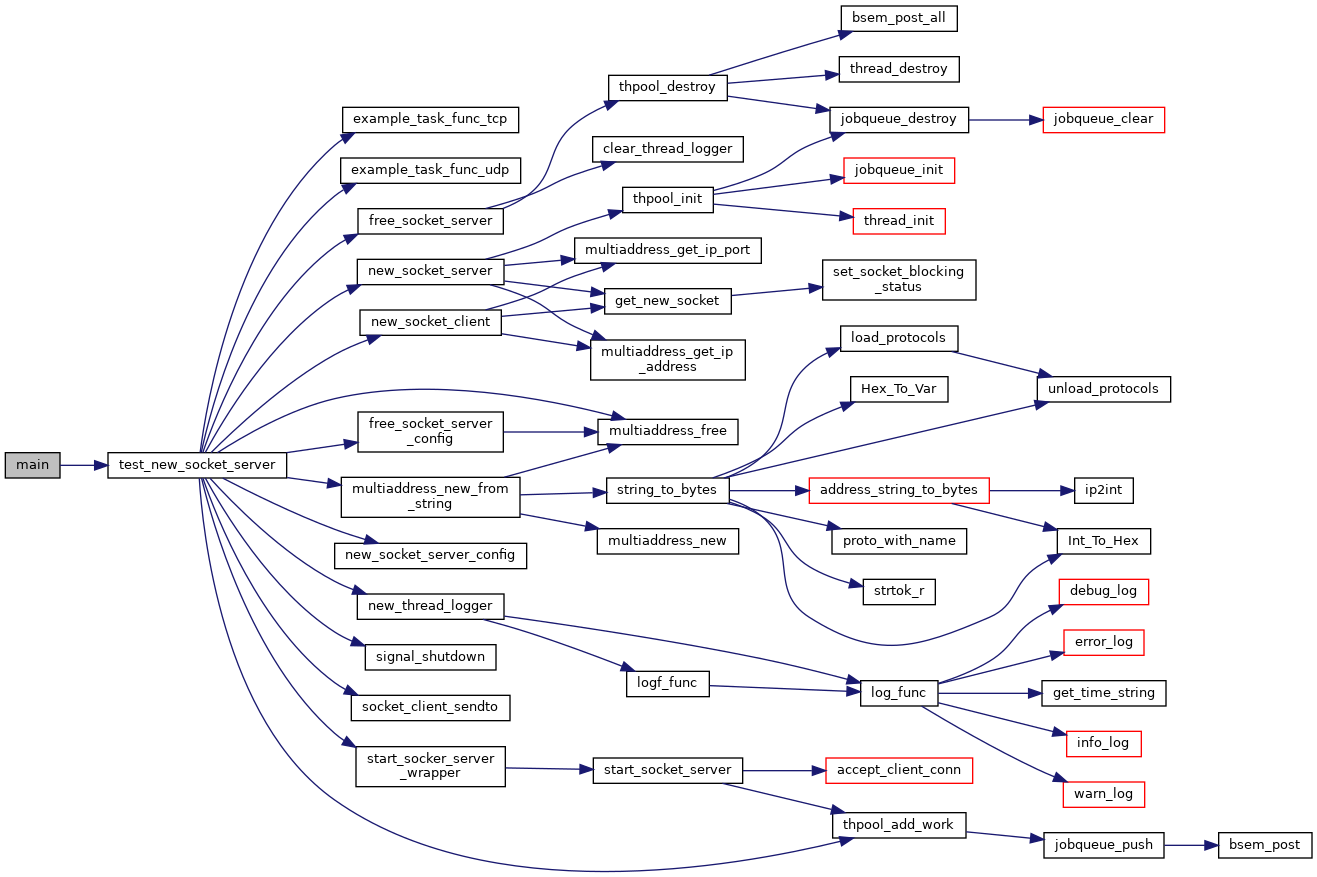 bsem_post_all
thread_destroy
thpool_destroy
jobqueue_destroy
jobqueue_clear
example_task_func_tcp
clear_thread_logger
example_task_func_udp
jobqueue_init
thpool_init
free_socket_server
thread_init
multiaddress_get_ip_port
new_socket_server
set_socket_blocking
_status
get_new_socket
new_socket_client
load_protocols
multiaddress_get_ip
_address
Hex_To_Var
unload_protocols
free_socket_server
_config
multiaddress_free
main
test_new_socket_server
multiaddress_new_from
_string
string_to_bytes
address_string_to_bytes
ip2int
new_socket_server_config
multiaddress_new
proto_with_name
Int_To_Hex
new_thread_logger
strtok_r
debug_log
signal_shutdown
error_log
logf_func
log_func
get_time_string
socket_client_sendto
info_log
start_socker_server
_wrapper
start_socket_server
accept_client_conn
warn_log
thpool_add_work
jobqueue_push
bsem_post